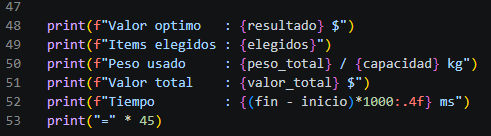 47
48 print(f"Valor optimo   : {resultado} $")
49 print(f"Items elegidos : {elegidos}")
50 print(f"Peso usado     : {peso_total} / {capacidad} kg")
51 print(f"Valor total    : {valor_total} $")
52 print(f"Tiempo         : {(fin - inicio)*1000:.4f} ms")
53 print("=" * 45)